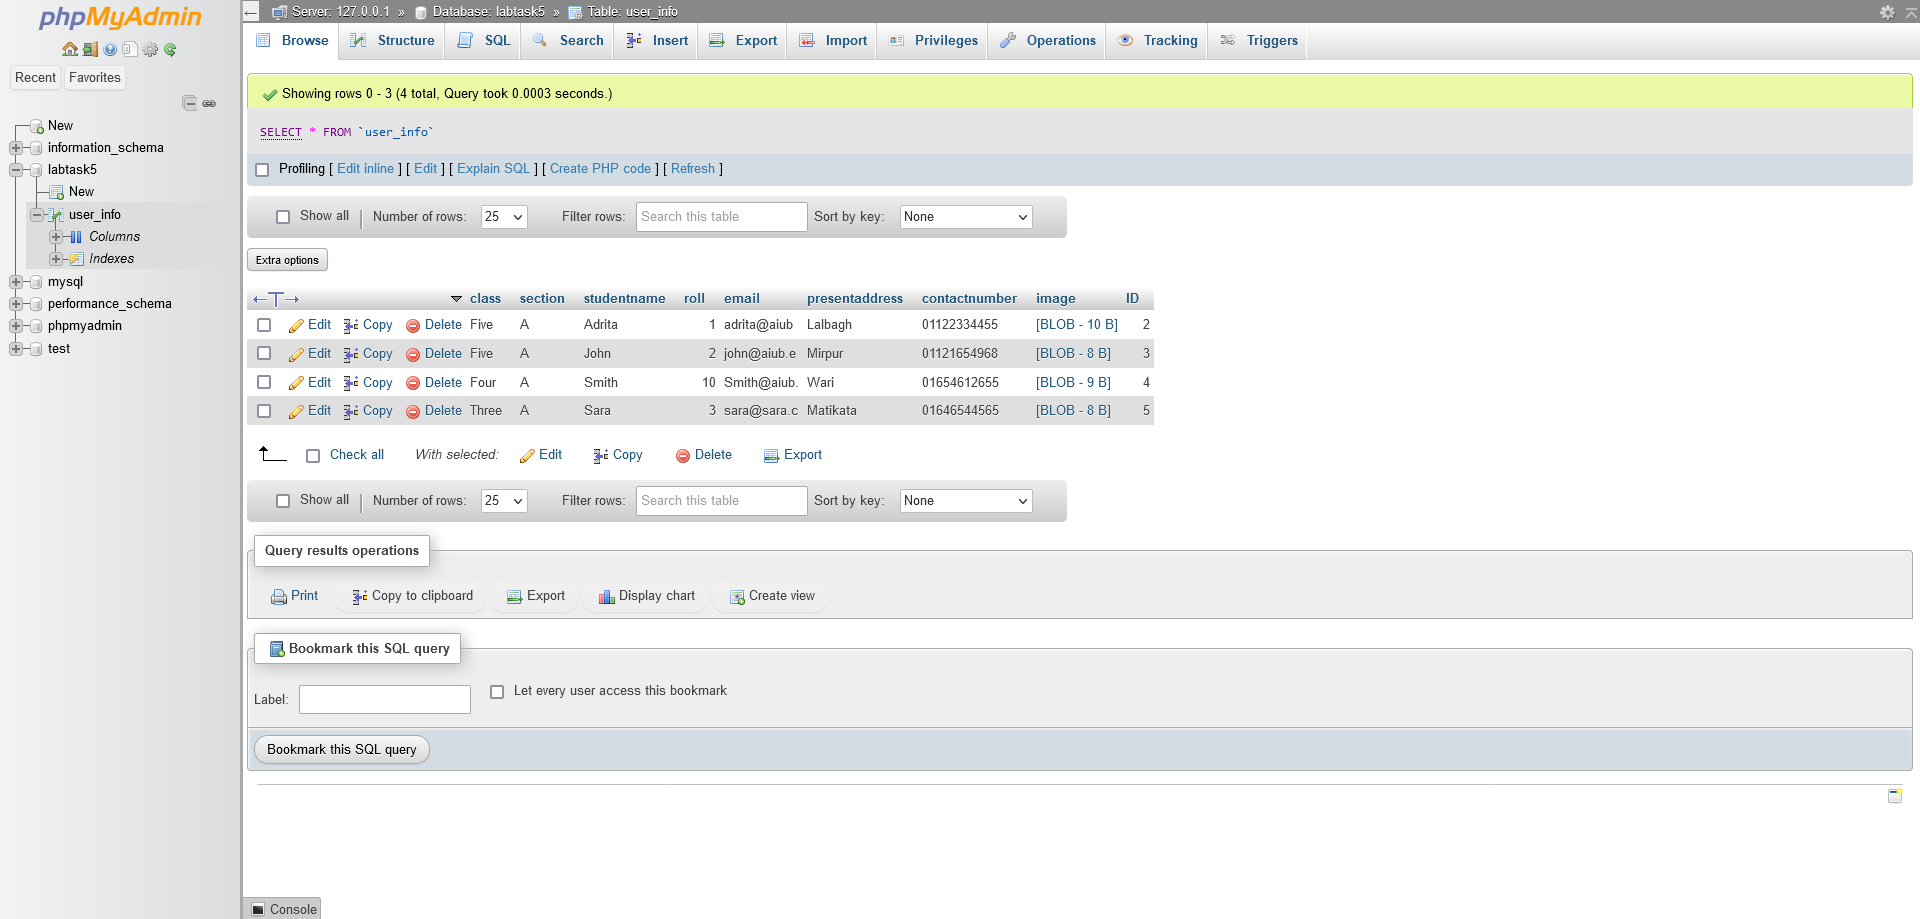 phpMyAdmin
Recent Favorites
New
information_schema
labtask5
New
user_info
Columns
Indexes
mysql
performance_schema
phpmyadmin
test
Server: 127.0.0.1 » Database: labtask5 » Table: user_info
Browse Structure SQL Search Insert Export Import Privileges Operations Tracking Triggers
Showing rows 0 - 3 (4 total, Query took 0.0003 seconds.)
SELECT * FROM `user_info`
Profiling [ Edit inline ] [ Edit ] [ Explain SQL ] [ Create PHP code ] [ Refresh ]
Show all Number of rows: 25 Filter rows: Search this table Sort by key: None
Extra options
←T→ class section studentname roll email presentaddress contactnumber image ID
Edit Copy Delete Five A Adrita 1 adrita@aiub Lalbagh 01122334455 [BLOB - 10 B] 2
Edit Copy Delete Five A John 2 john@aiub.e Mirpur 01121654968 [BLOB - 8 B] 3
Edit Copy Delete Four A Smith 10 Smith@aiub. Wari 01654612655 [BLOB - 9 B] 4
Edit Copy Delete Three A Sara 3 sara@sara.c Matikata 01646544565 [BLOB - 8 B] 5
Check all With selected: Edit Copy Delete Export
Show all Number of rows: 25 Filter rows: Search this table Sort by key: None
Query results operations
Print Copy to clipboard Export Display chart Create view
Bookmark this SQL query
Label: Let every user access this bookmark
Bookmark this SQL query
Console